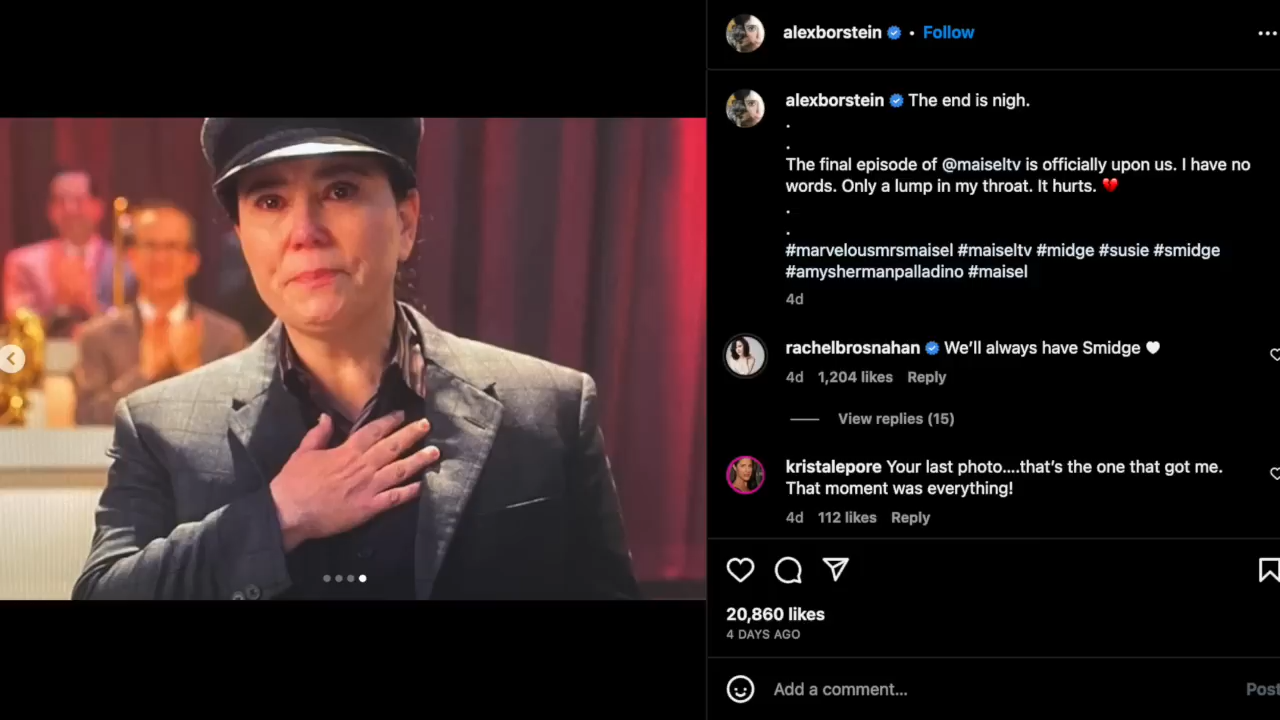 alexborstein • Follow
alexborstein The end is nigh.
.
.
The final episode of @maiseltv is officially upon us. I have no
words. Only a lump in my throat. It hurts. 💔
.
.
#marvelousmrsmaisel #maiseltv #midge #susie #smidge
#amyshermanpalladino #maisel
4d
rachelbrosnahan We'll always have Smidge 🤍
4d 1,204 likes Reply
View replies (15)
kristalepore Your last photo....that's the one that got me.
That moment was everything!
4d 112 likes Reply
20,860 likes
4 DAYS AGO
Add a comment...
Post